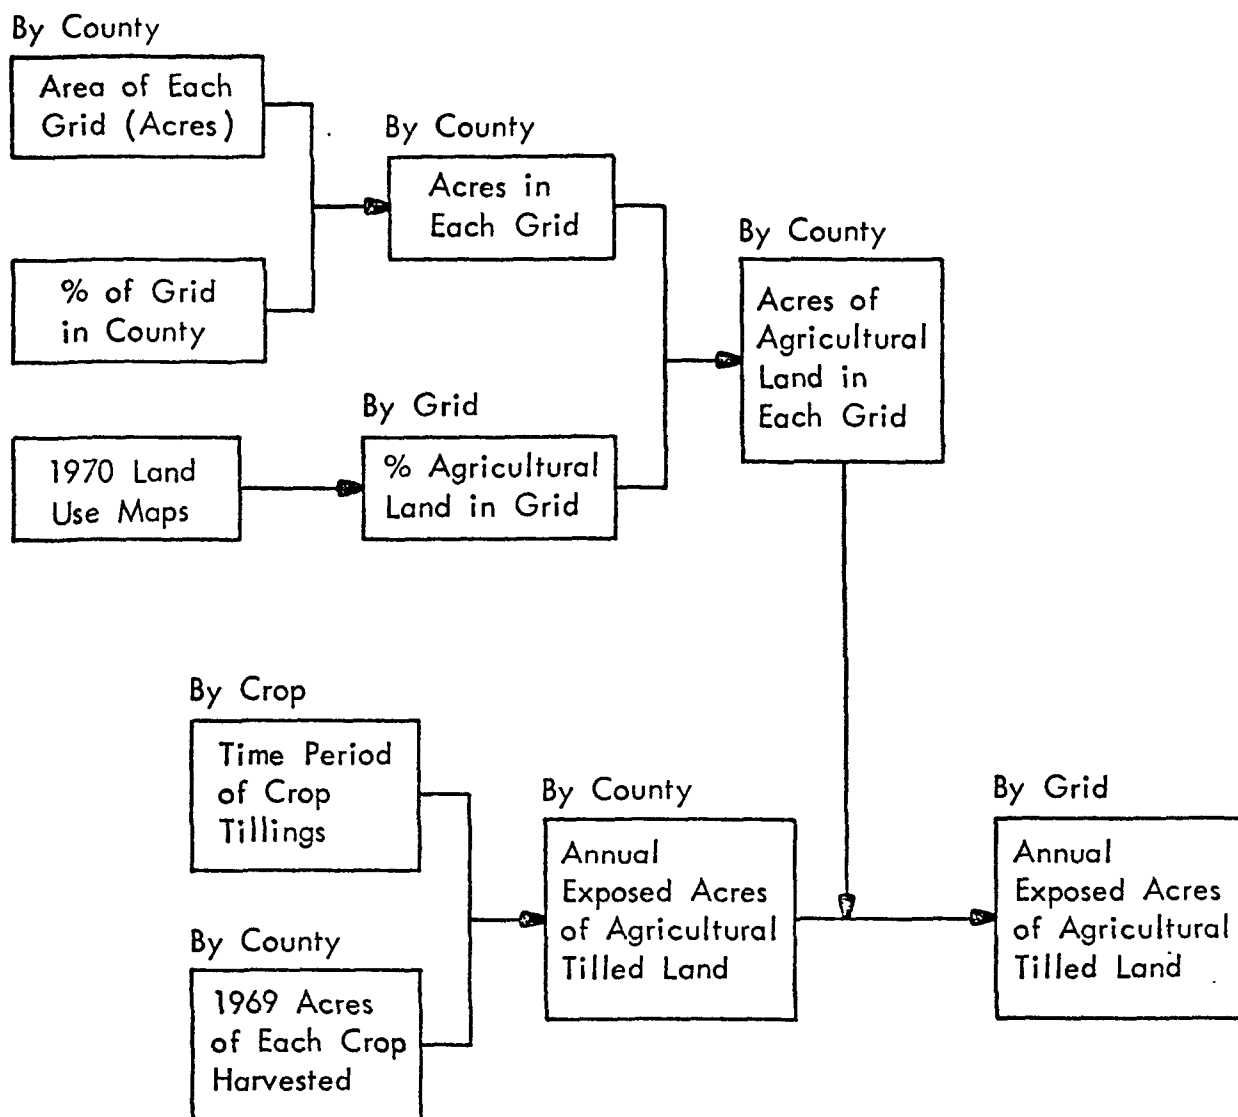 By County
Area of Each
Grid (Acres)
% of Grid
in County
By County
Acres in
Each Grid
1970 Land
Use Maps
By Grid
% Agricultural
Land in Grid
By County
Acres of
Agricultural
Land in
Each Grid
By Crop
Time Period
of Crop
Tillings
By County
1969 Acres
of Each Crop
Harvested
By County
Annual
Exposed Acres
of Agricultural
Tilled Land
By Grid
Annual
Exposed Acres
of Agricultural
Tilled Land